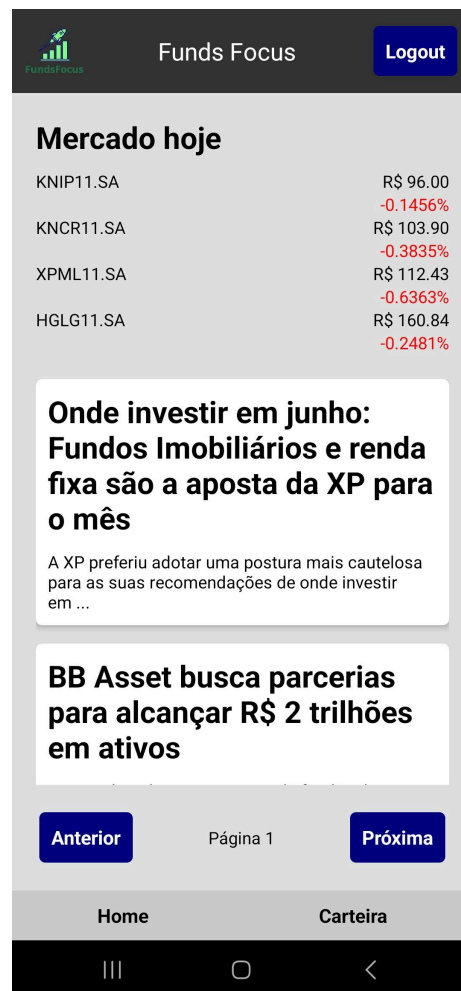 FundsFocus
Funds Focus
Logout
Mercado hoje
KNIP11.SA
R$ 96.00
-0.1456%
KNCR11.SA
R$ 103.90
-0.3835%
XPML11.SA
R$ 112.43
-0.6363%
HGLG11.SA
R$ 160.84
-0.2481%
Onde investir em junho:
Fundos Imobiliários e renda
fixa são a aposta da XP para
o mês
A XP preferiu adotar uma postura mais cautelosa
para as suas recomendações de onde investir
em ...
BB Asset busca parcerias
para alcançar R$ 2 trilhões
em ativos
Anterior
Página 1
Próxima
Home
Carteira